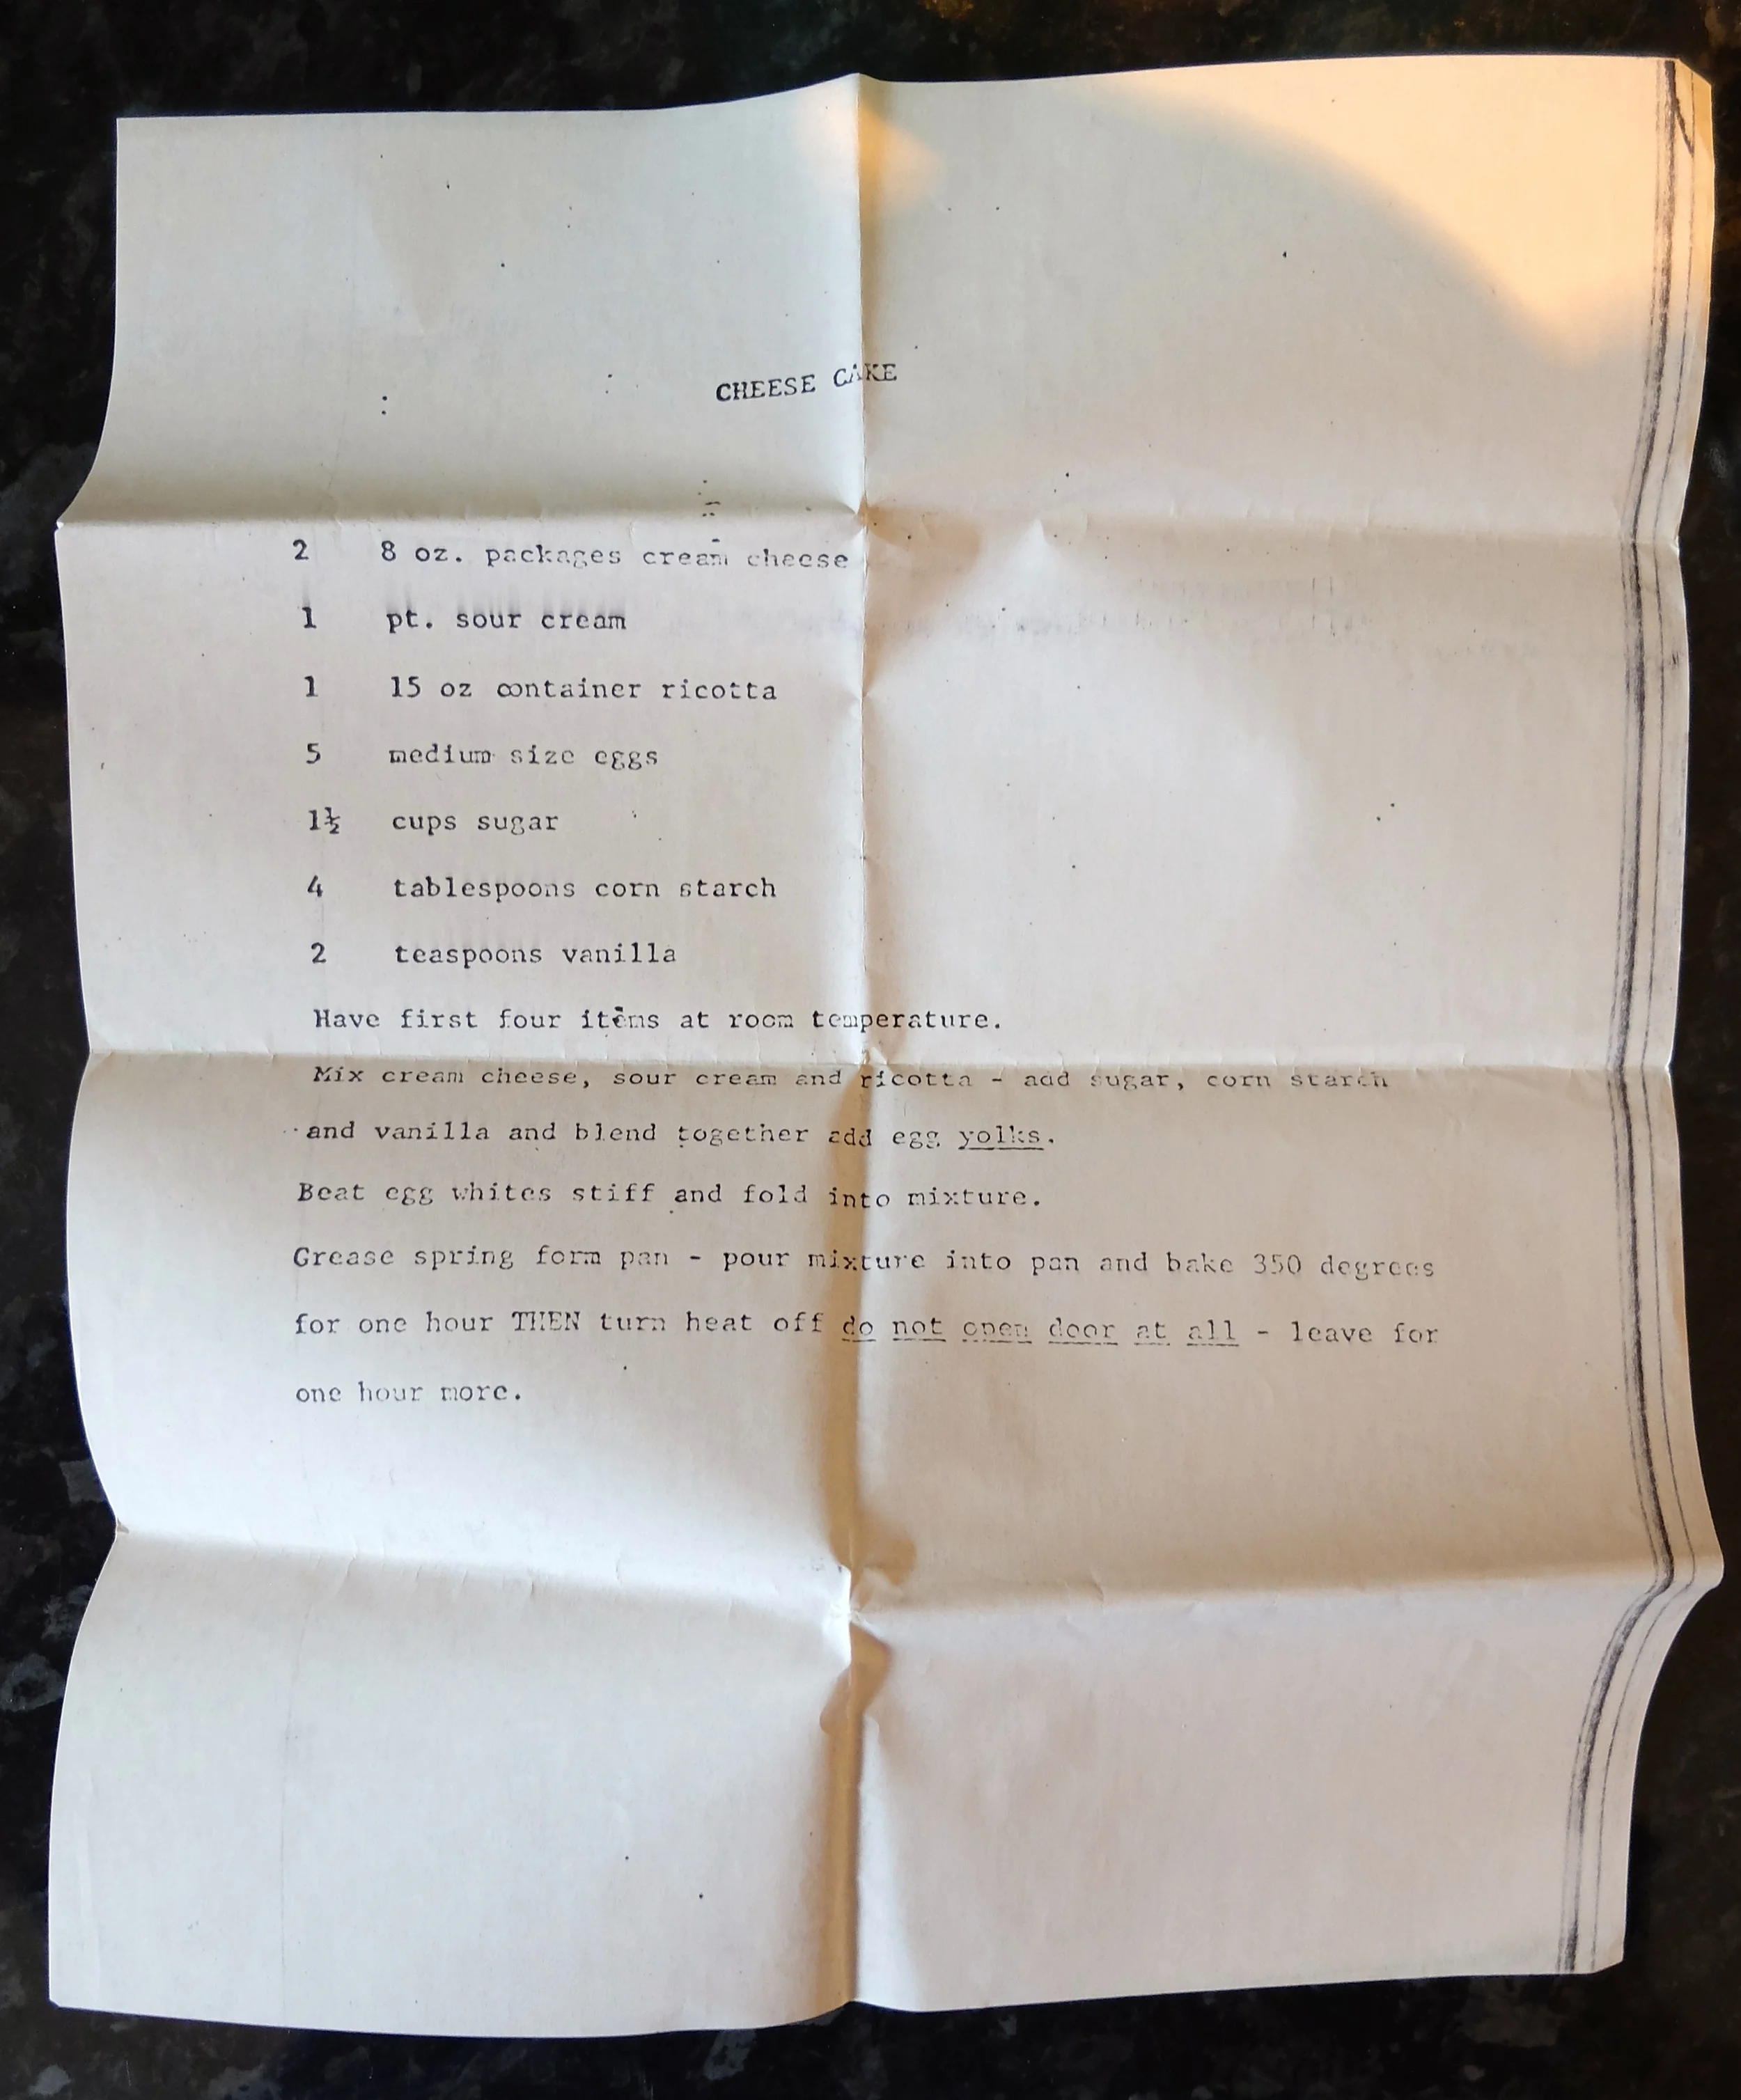 CHEESE CAKE
2 8 oz. packages cream cheese
1 pt. sour cream
1 15 oz container ricotta
5 medium size eggs
1½ cups sugar
4 tablespoons corn starch
2 teaspoons vanilla
Have first four items at room temperature.
Mix cream cheese, sour cream and ricotta - add sugar, corn starch
and vanilla and blend together add egg yolks.
Beat egg whites stiff and fold into mixture.
Grease spring form pan - pour mixture into pan and bake 350 degrees
for one hour THEN turn heat off do not open door at all - leave for
one hour more.